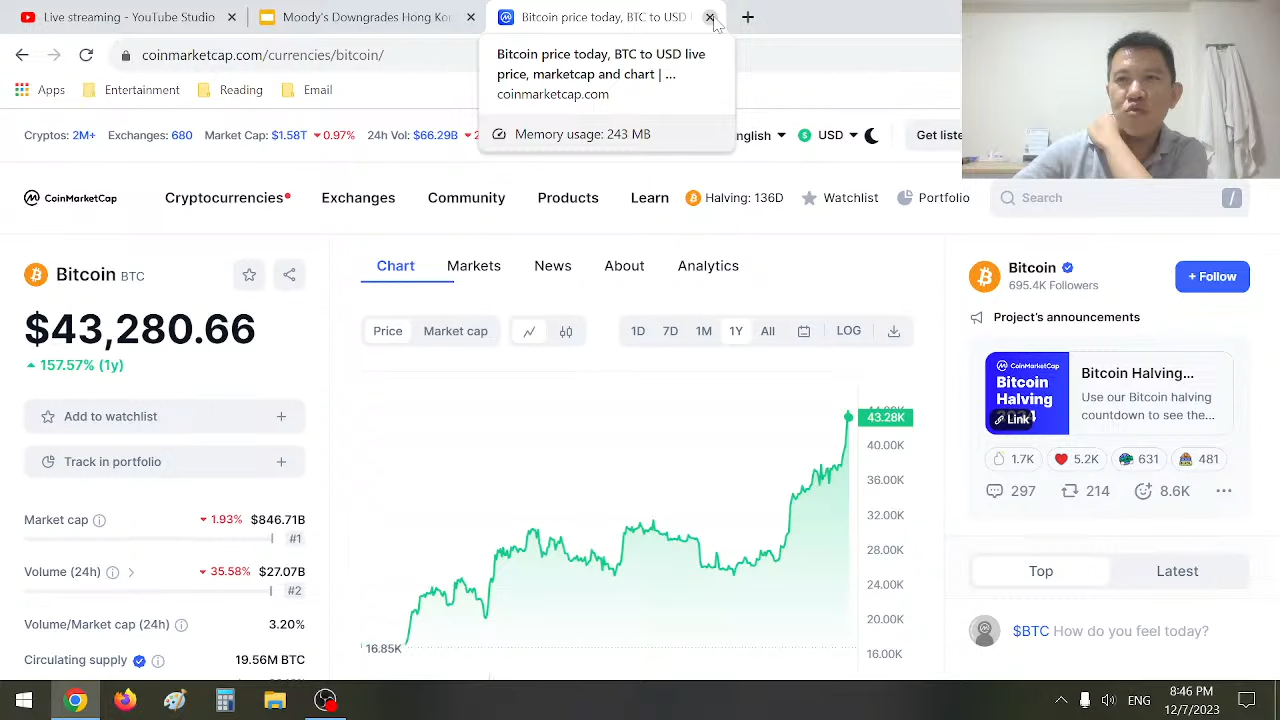 YouTube
Moody's Downgrades Hong Ko
Bitcoin price today, BTC to USD
coinmarketcap.com/currencies/bitcoin/
Bitcoin price today, BTC to USD live
price, marketcap and chart | ...
coinmarketcap.com
Memory usage: 243 MB
Apps
Entertainment
Reading
Email
Cryptos: 2M+ Exchanges: 680 Market Cap: $1.58T 0.97% 24h Vol: $66.29B 2
nglish USD Get liste
CoinMarketCap
Cryptocurrencies Exchanges Community Products Learn Halving: 136D Watchlist Portfolio Search /
Bitcoin BTC
$43,280.66
157.57% (1y)
Add to watchlist +
Track in portfolio +
Market cap 1.93% $846.71B
#1
Volume (24h) 35.58% $27.07B
#2
Volume/Market cap (24h) 3.20%
Circulating supply 19.56M BTC
Chart Markets News About Analytics
Price Market cap 1D 7D 1M 1Y All LOG
43.28K
40.00K
36.00K
32.00K
28.00K
24.00K
20.00K
16.00K
16.85K
Bitcoin
695.4K Followers
+ Follow
Project's announcements
CoinMarketCap
Bitcoin
Halving
Link
Bitcoin Halving...
Use our Bitcoin halving
countdown to see the...
1.7K 5.2K 631 481
297 214 8.6K
Top Latest
$BTC How do you feel today?
ENG
8:46 PM
12/7/2023